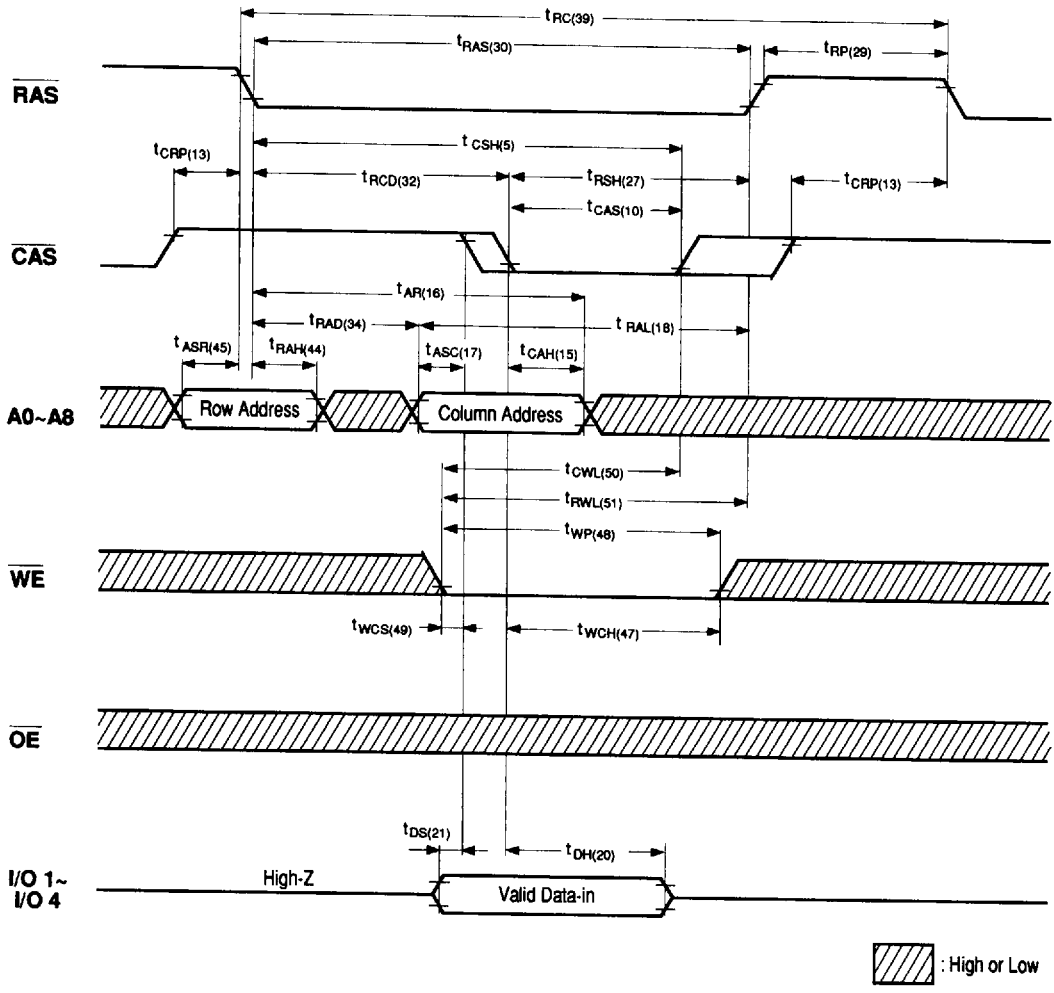 tRC(39)
tRAS(30)
tRP(29)
RAS
tCSH(5)
tCRP(13)
tRCD(32)
tRSH(27)
tCRP(13)
tCAS(10)
CAS
tAR(16)
tRAD(34)
tRAL(18)
tASR(45)
tRAH(44)
tASC(17)
tCAH(15)
A0~A8
Row Address
Column Address
tCWL(50)
tRWL(51)
tWP(48)
WE
tWCS(49)
tWCH(47)
OE
tDS(21)
tDH(20)
I/O 1~
I/O 4
High-Z
Valid Data-in
: High or Low